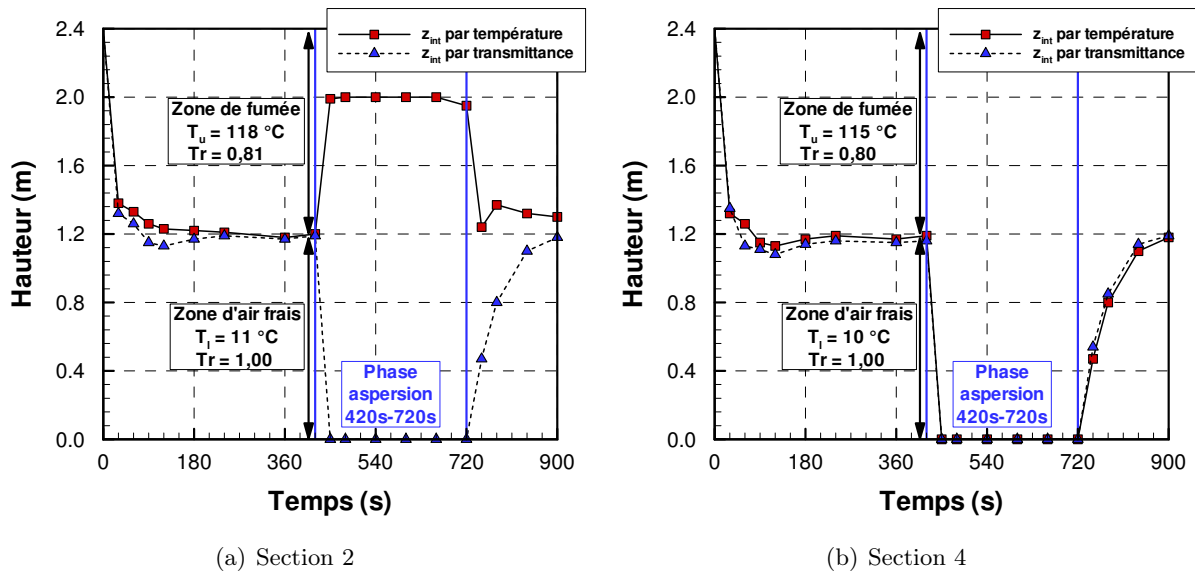 z_int par température
z_int par transmittance
Hauteur (m)
2.4
2.0
1.6
1.2
0.8
0.4
0.0
Zone de fumée
T_u = 118 °C
Tr = 0,81
Zone d'air frais
T_l = 11 °C
Tr = 1,00
Phase
aspersion
420s-720s
0 180 360 540 720 900
Temps (s)
(a) Section 2
z_int par température
z_int par transmittance
Hauteur (m)
2.4
2.0
1.6
1.2
0.8
0.4
0.0
Zone de fumée
T_u = 115 °C
Tr = 0,80
Zone d'air frais
T_l = 10 °C
Tr = 1,00
Phase
aspersion
420s-720s
0 180 360 540 720 900
Temps (s)
(b) Section 4